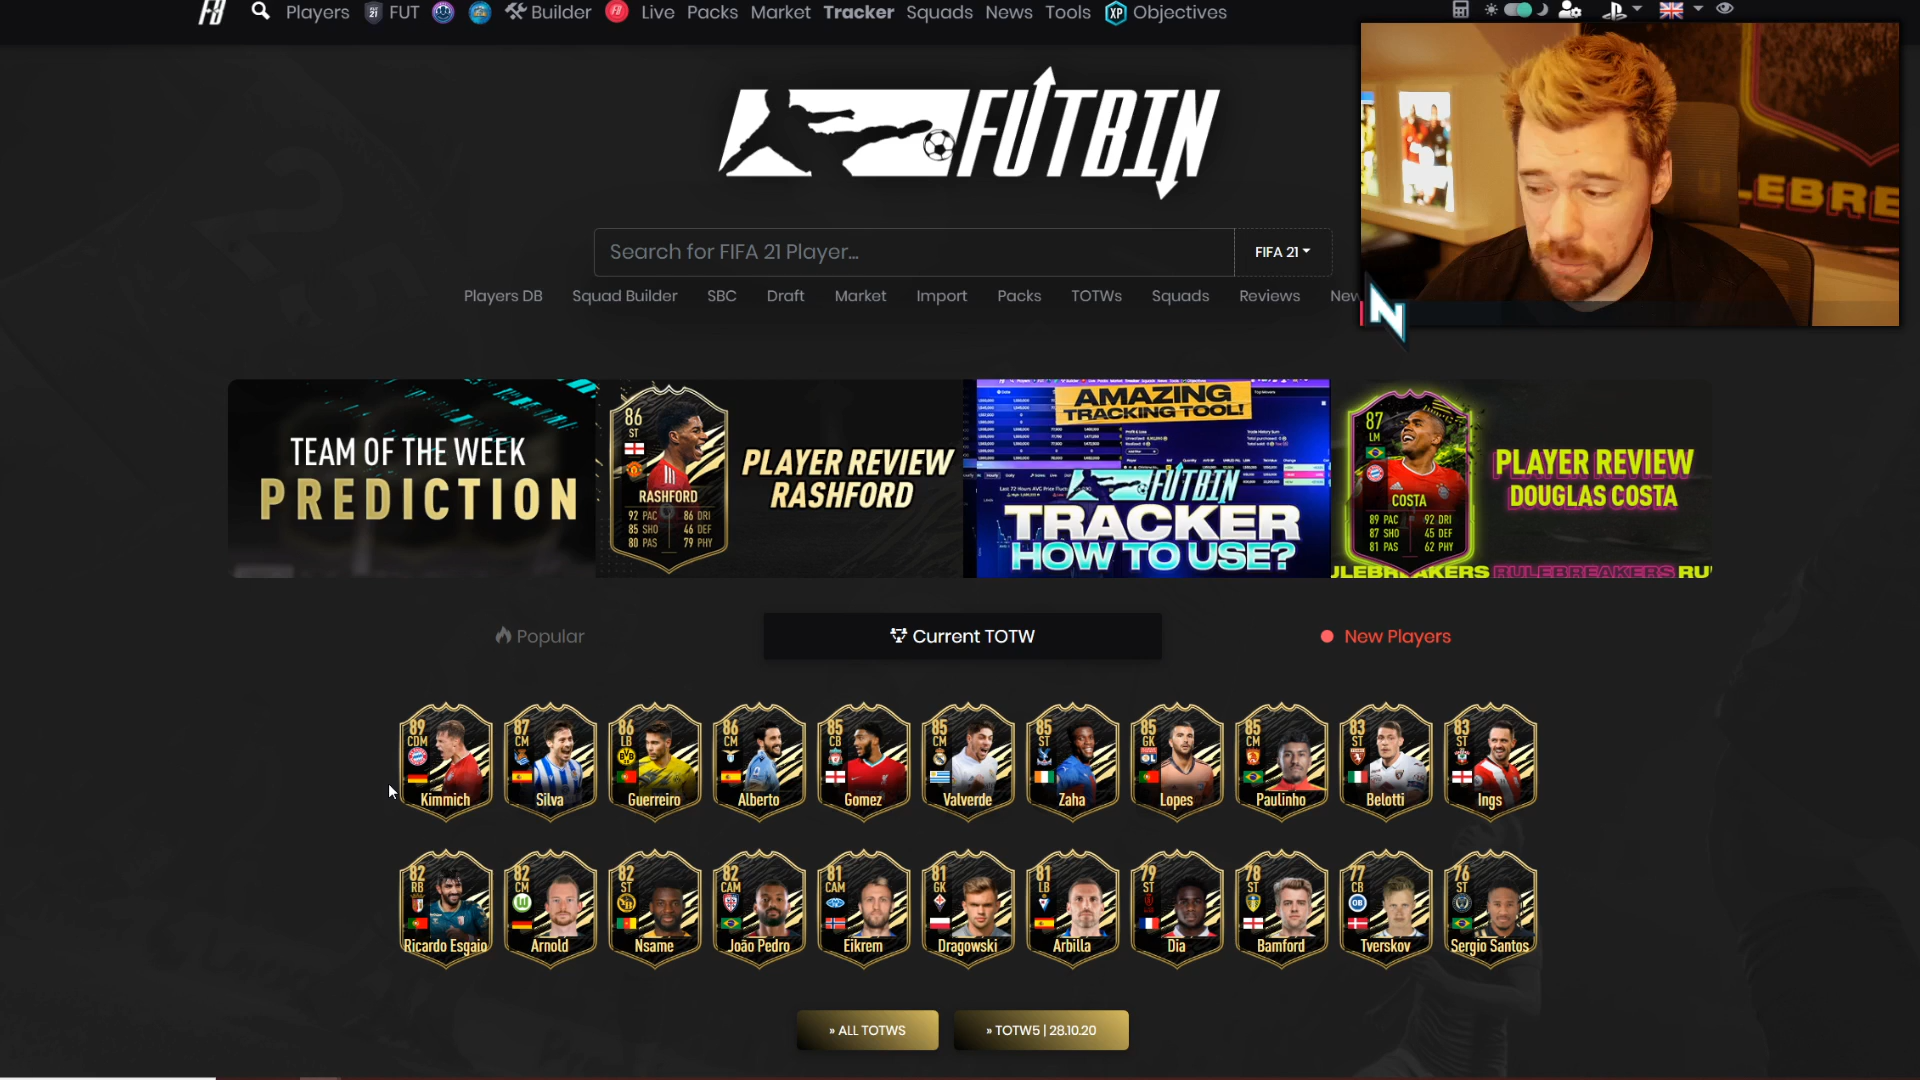 FB Players FUT Builder Live Packs Market Tracker Squads News Tools XP Objectives
FUTBIN
Search for FIFA 21 Player...
FIFA 21
Players DB Squad Builder SBC Draft Market Import Packs TOTWs Squads Reviews New
N
TEAM OF THE WEEK
PREDICTION
86
ST
RASHFORD
92 PAC 86 DRI
85 SHO 46 DEF
80 PAS 79 PHY
PLAYER REVIEW
RASHFORD
AMAZING
TRACKING TOOL!
FUTBIN
TRACKER
HOW TO USE?
87
LM
COSTA
89 PAC 92 DRI
87 SHO 45 DEF
81 PAS 62 PHY
PLAYER REVIEW
DOUGLAS COSTA
RULEBREAKERS
Popular
Current TOTW
New Players
89 CDM Kimmich
87 CM Silva
86 LB Guerreiro
86 CM Alberto
85 CB Gomez
85 CM Valverde
85 ST Zaha
85 GK Lopes
85 CM Paulinho
83 ST Belotti
83 ST Ings
82 RB Ricardo Esgaio
82 CM Arnold
82 ST Nsame
82 CAM João Pedro
81 CAM Eikrem
81 GK Dragowski
81 LB Arbilla
79 ST Dia
78 ST Bamford
77 CB Tverskov
76 ST Sergio Santos
» ALL TOTWS
» TOTW5 | 28.10.20